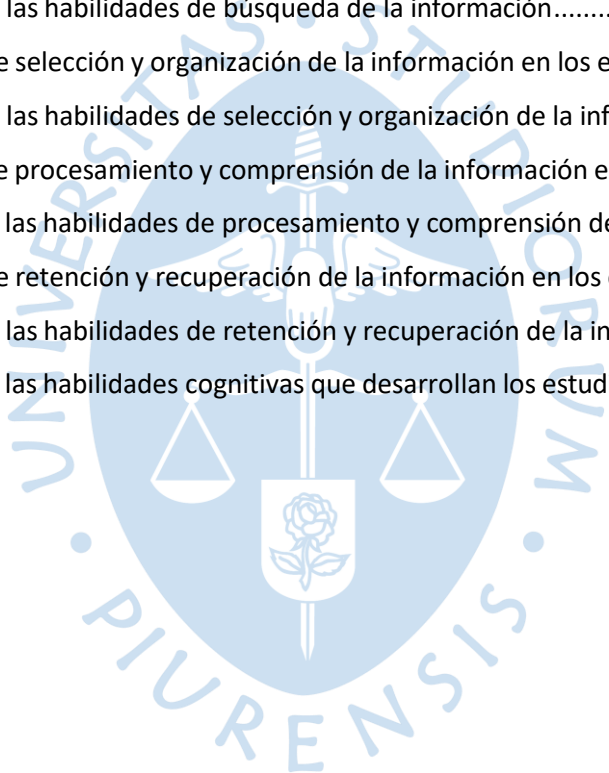 las habilidades de búsqueda de la información.........
e selección y organización de la información en los e
las habilidades de selección y organización de la inf
e procesamiento y comprensión de la información e
las habilidades de procesamiento y comprensión de
e retención y recuperación de la información en los
las habilidades de retención y recuperación de la in
las habilidades cognitivas que desarrollan los estud
UNIVERSITAS • STUDIORUM • PIURENSIS •